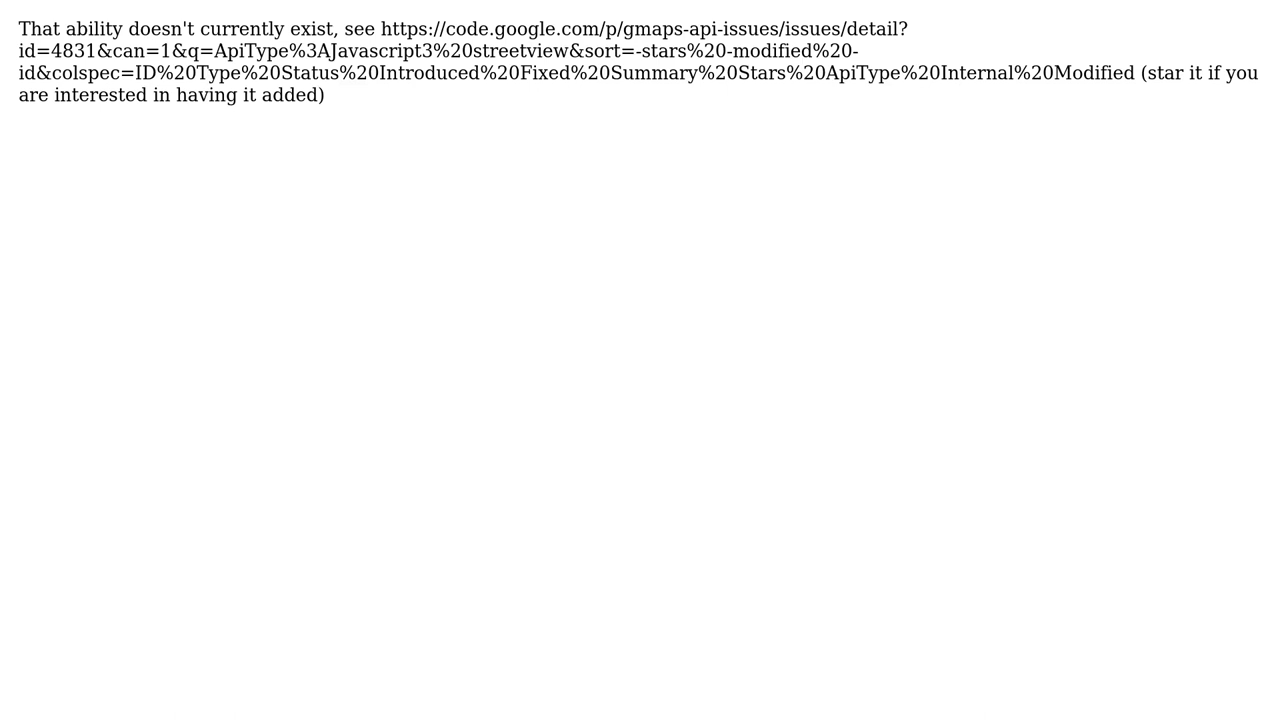 That ability doesn't currently exist, see https://code.google.com/p/gmaps-api-issues/issues/detail?
id=4831&can=1&q=ApiType%3AJavascript3%20streetview&sort=-stars%20-modified%20-
id&colspec=ID%20Type%20Status%20Introduced%20Fixed%20Summary%20Stars%20ApiType%20Internal%20Modified (star it if you
are interested in having it added)